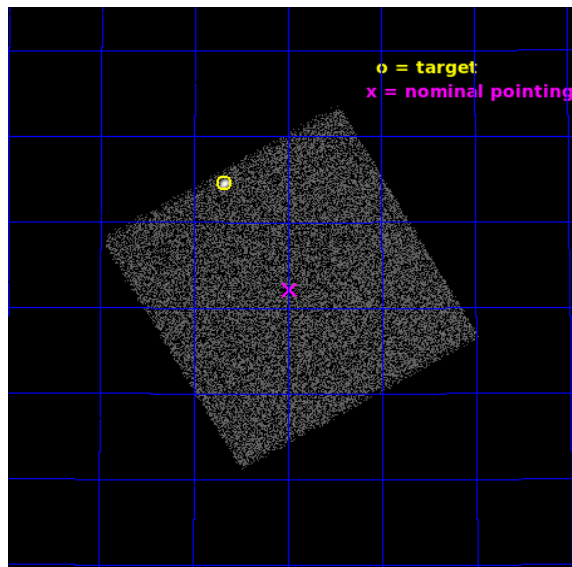 o = target
x = nominal pointing